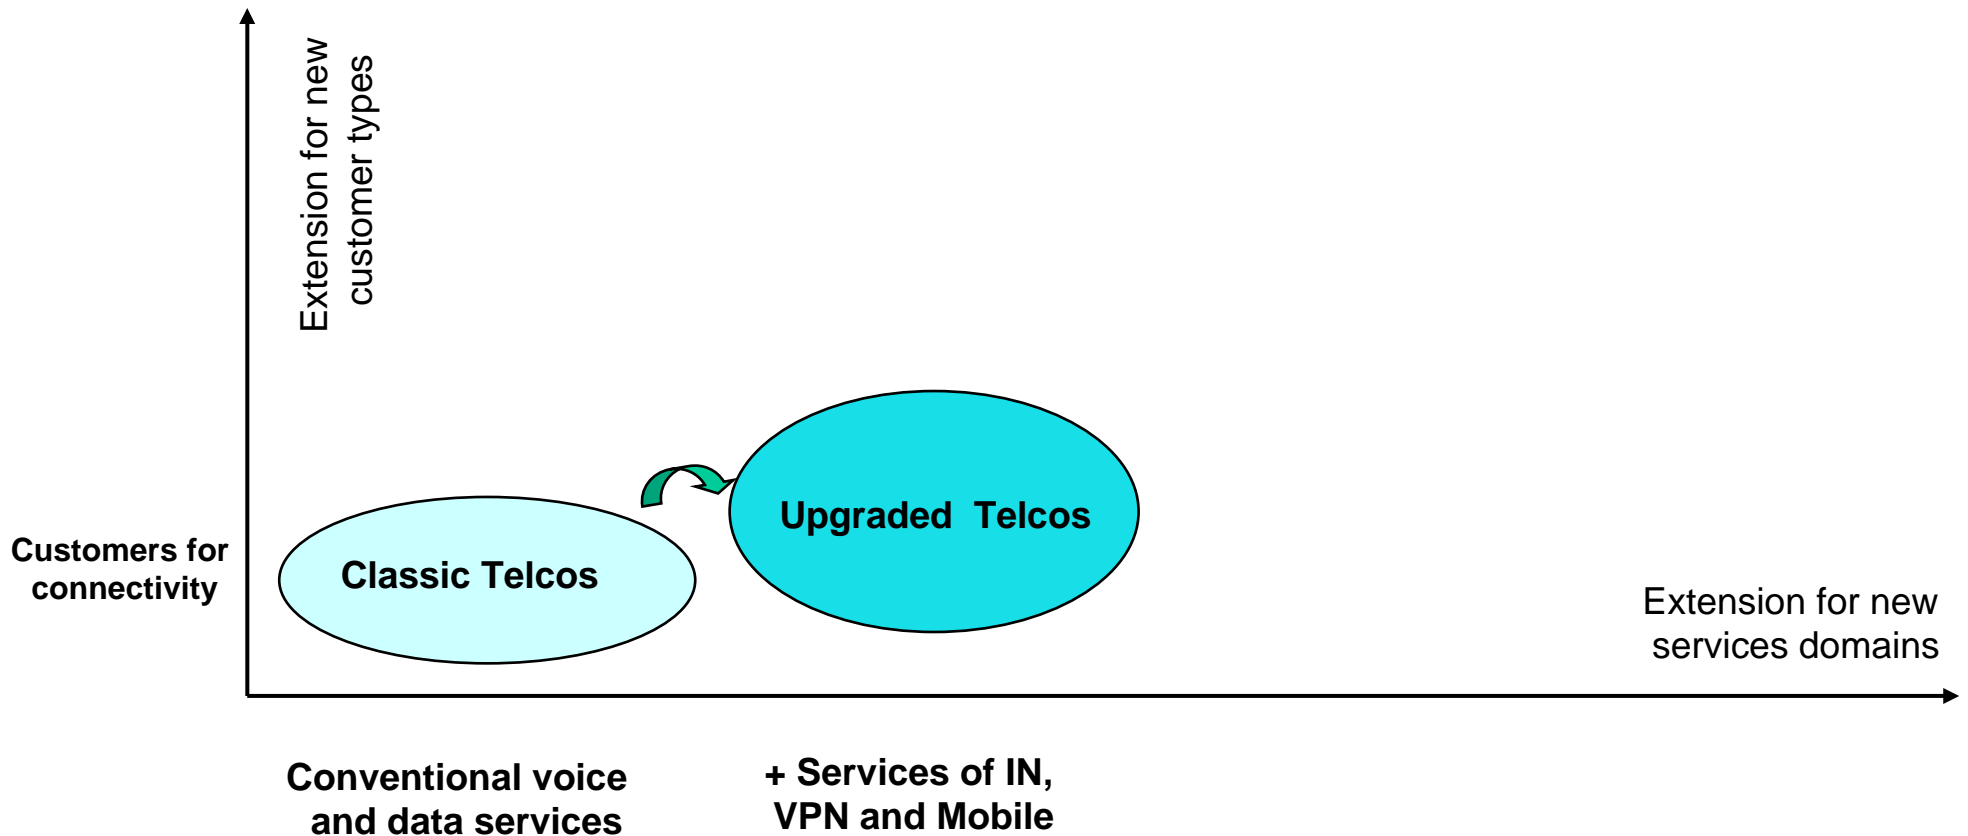 Extension for new
customer types
Upgraded Telcos
Customers for
connectivity
Classic Telcos
Extension for new
services domains
Conventional voice
and data services
+ Services of IN,
VPN and Mobile